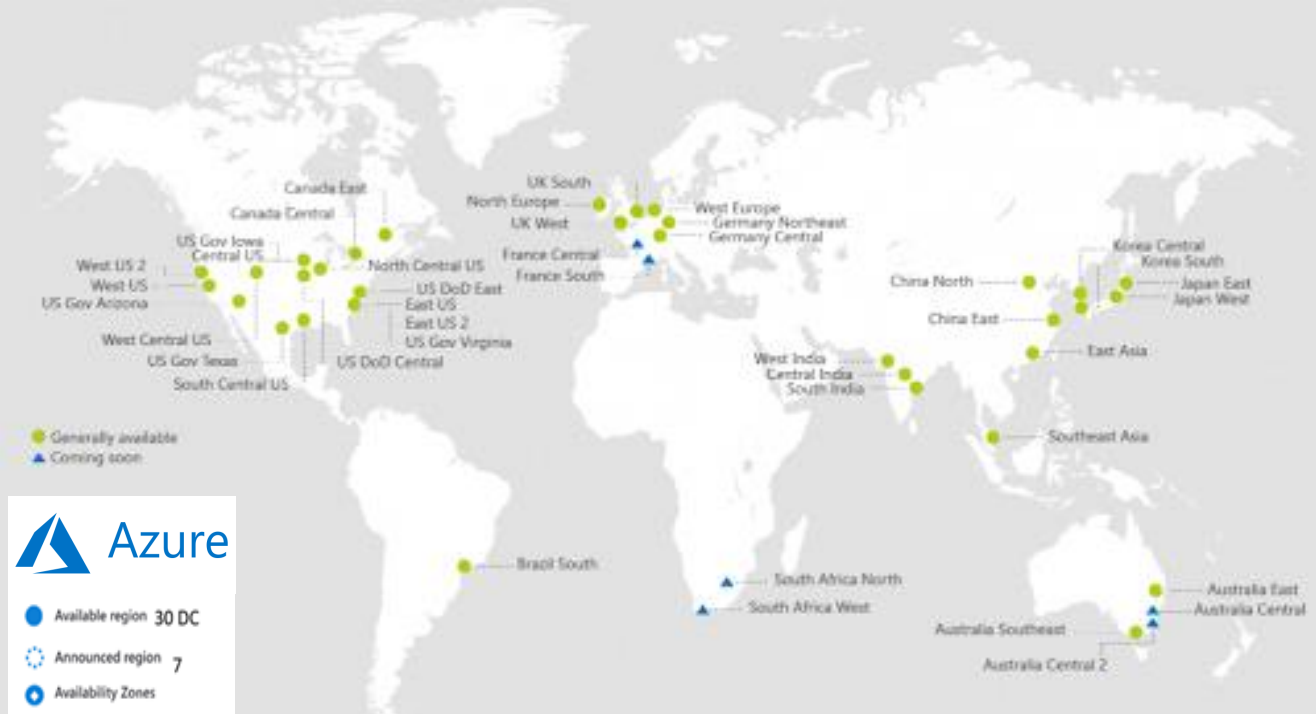 Canada East
Canada Central
US Gov Iowa
Central US
West US 2
West US
US Gov Arizona
North Central US
US DoD East
East US
East US 2
US Gov Virginia
West Central US
US Gov Texas
US DoD Central
South Central US
UK South
North Europe
UK West
West Europe
Germany Northeast
Germany Central
France Central
France South
Korea Central
Korea South
China North
Japan East
Japan West
China East
East Asia
West India
Central India
South India
Southeast Asia
Generally available
Coming soon
Brazil South
South Africa North
South Africa West
Australia East
Australia Central
Australia Southeast
Australia Central 2
Azure
Available region 30 DC
Announced region 7
Availability Zones